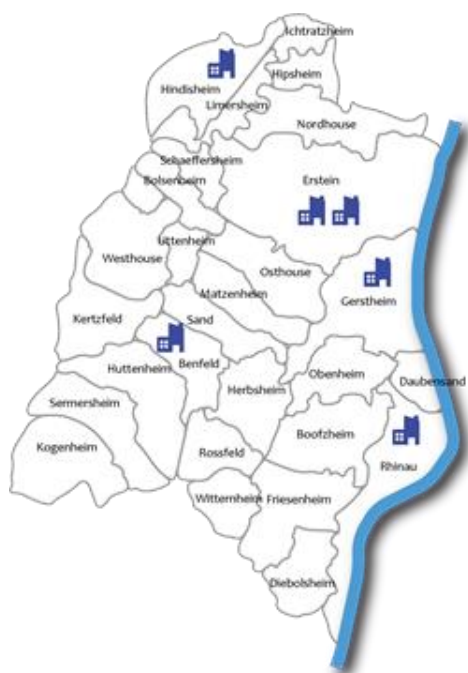 Ichtratzheim
Hipsheim
Hindisheim
Limersheim
Nordhouse
Schaeffersheim
Bolsenheim
Erstein
Uttenheim
Westhouse
Osthouse
Matzenheim
Gerstheim
Kertzfeld
Sand
Huttenheim
Benfeld
Obenheim
Daubensand
Herbsheim
Sermersheim
Boofzheim
Kogenheim
Rossfeld
Rhinau
Witternheim
Friesenheim
Diebolsheim